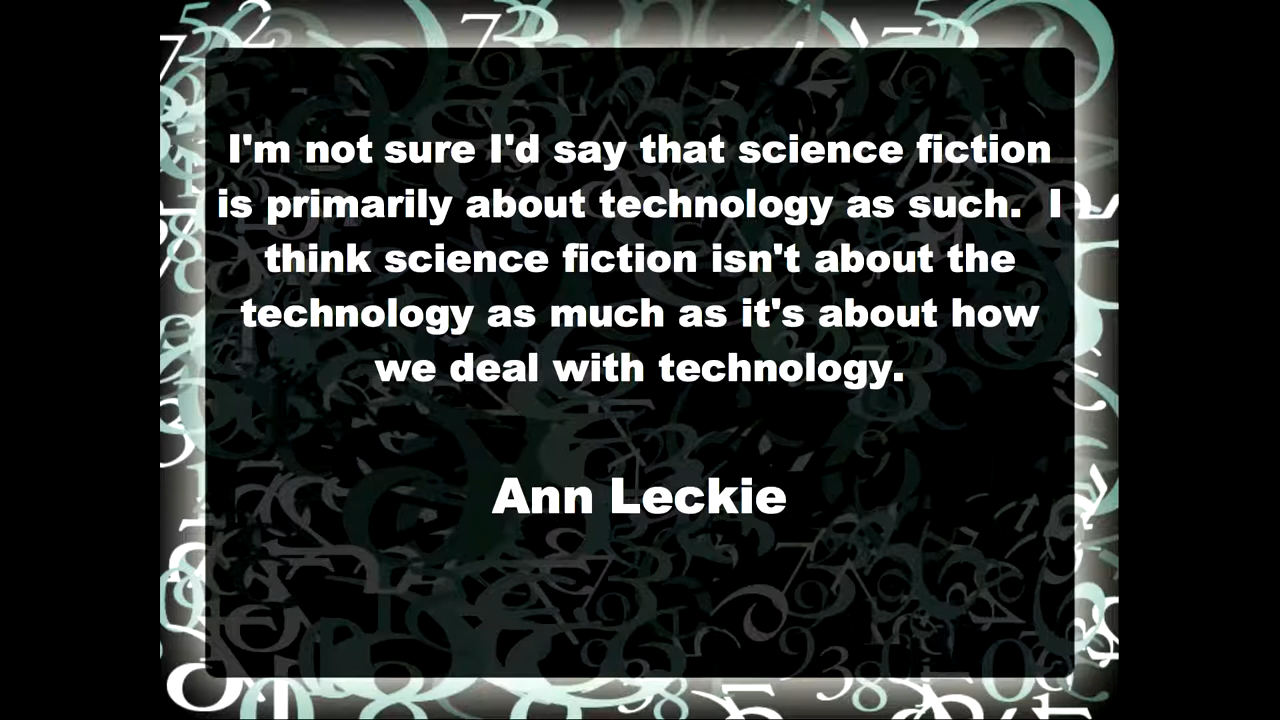 I'm not sure I'd say that science fiction
is primarily about technology as such.  I
think science fiction isn't about the
technology as much as it's about how
we deal with technology.
Ann Leckie